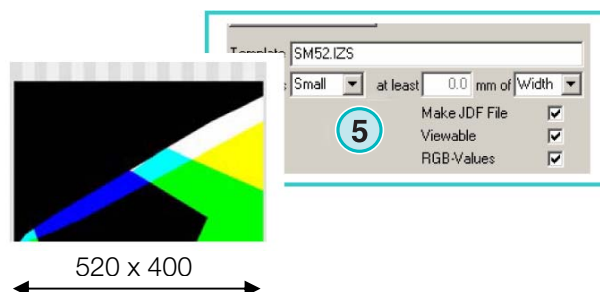 Template SM52.IZS
Small at least 0.0 mm of Width
Make JDF File
5
Viewable
RGB-Values
520 x 400